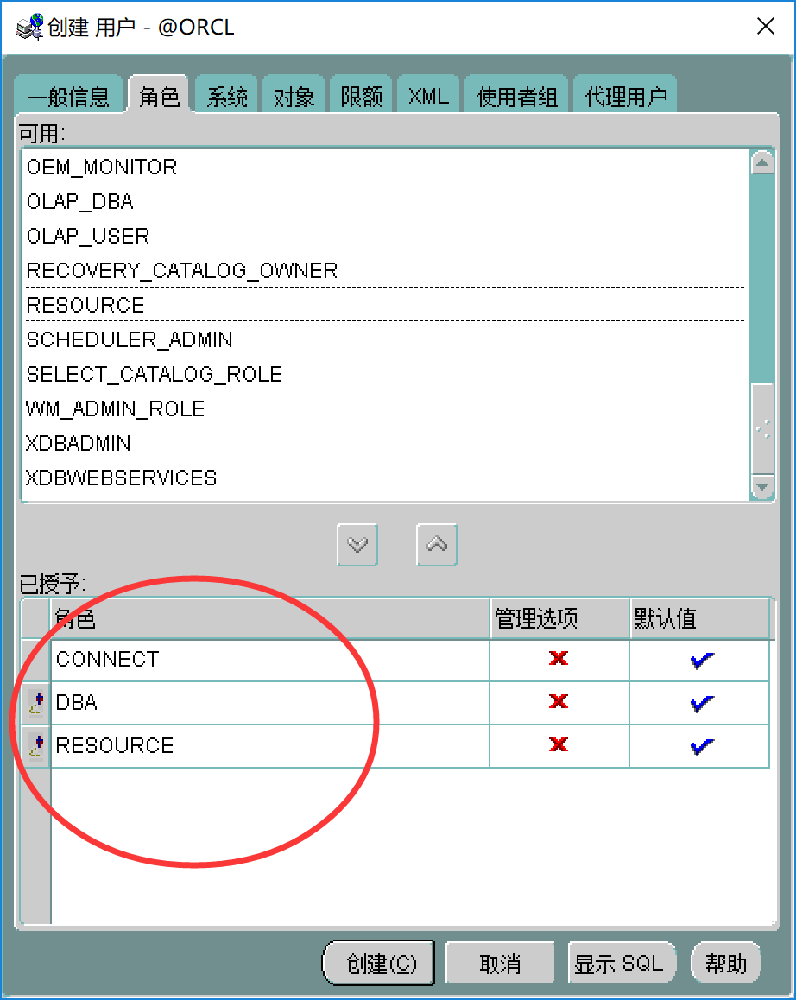 创建 用户 - @ORCL
一般信息 角色 系统 对象 限额 XML 使用者组 代理用户
可用:
OEM_MONITOR
OLAP_DBA
OLAP_USER
RECOVERY_CATALOG_OWNER
RESOURCE
SCHEDULER_ADMIN
SELECT_CATALOG_ROLE
WM_ADMIN_ROLE
XDBADMIN
XDBWEBSERVICES
已授予:
角色 管理选项 默认值
CONNECT
DBA
RESOURCE
创建(C) 取消 显示 SQL 帮助